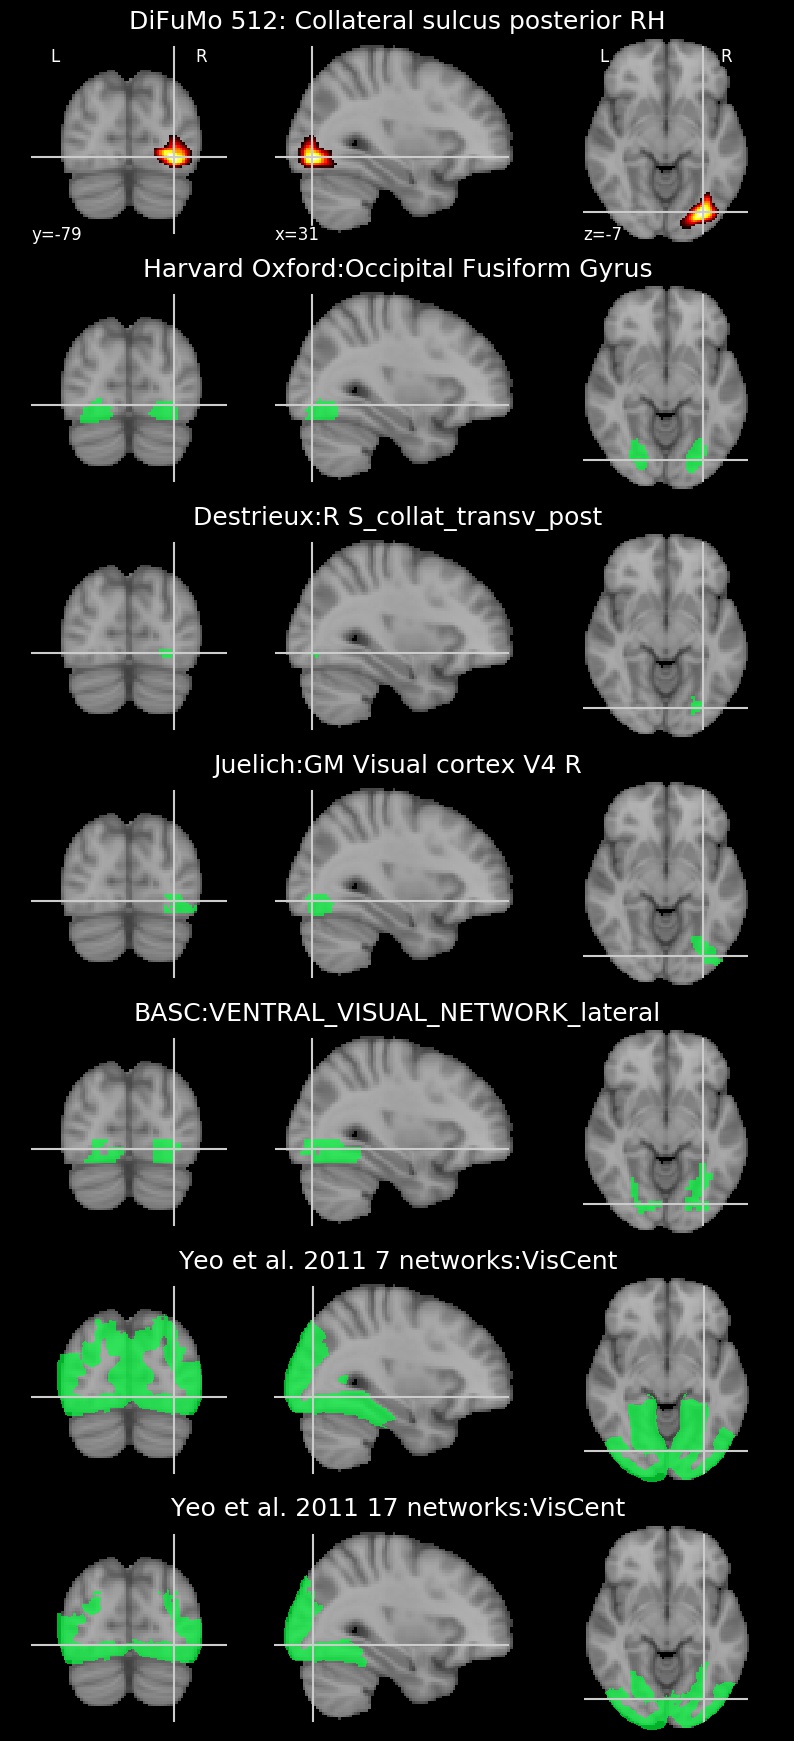 DiFuMo 512: Collateral sulcus posterior RH
L R L R
y=-79 x=31 z=-7
Harvard Oxford:Occipital Fusiform Gyrus
Destrieux:R S_collat_transv_post
Juelich:GM Visual cortex V4 R
BASC:VENTRAL_VISUAL_NETWORK_lateral
Yeo et al. 2011 7 networks:VisCent
Yeo et al. 2011 17 networks:VisCent